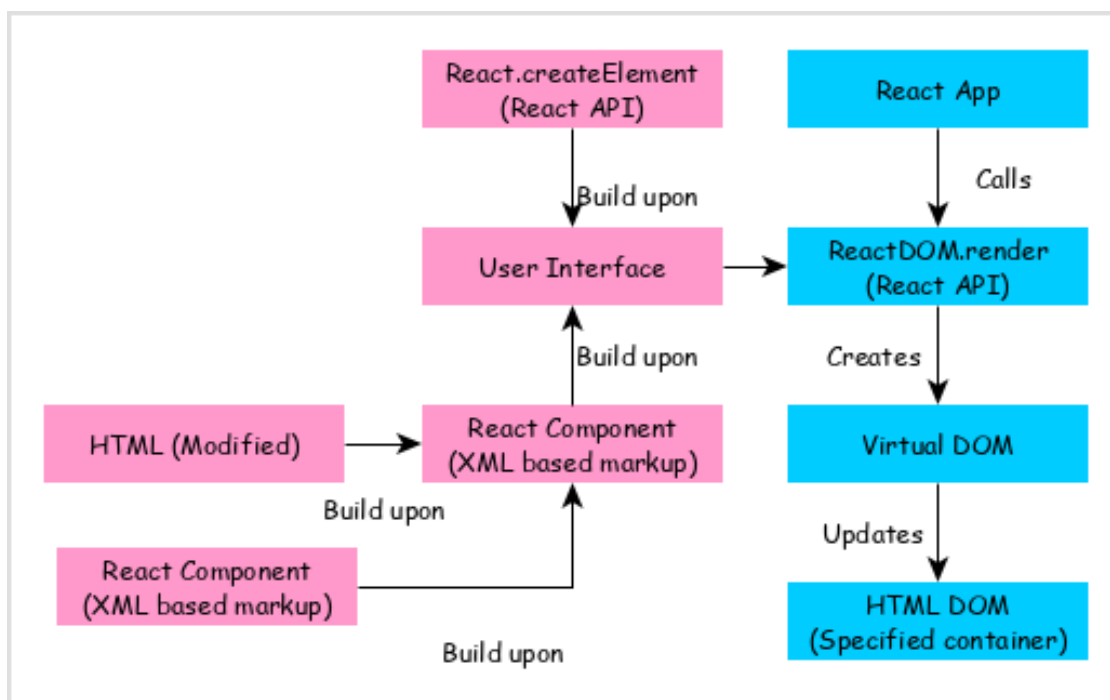 React.createElement
(React API)
React App
Build upon
Calls
User Interface
ReactDOM.render
(React API)
Build upon
Creates
HTML (Modified)
React Component
(XML based markup)
Virtual DOM
Build upon
Updates
React Component
(XML based markup)
HTML DOM
(Specified container)
Build upon